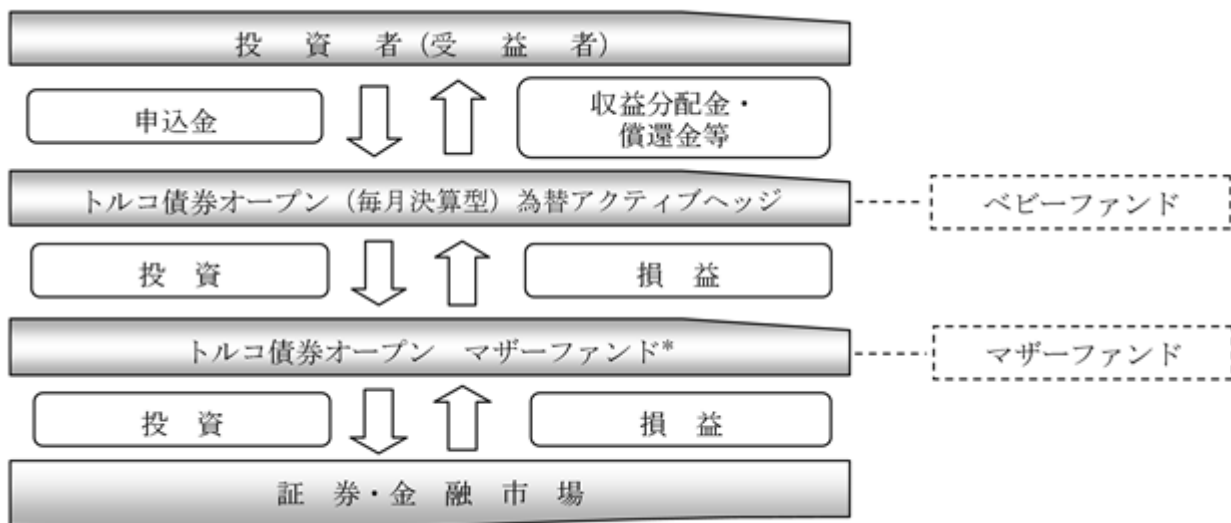 投資者(受益者)
申込金
収益分配金・
償還金等
トルコ債券オープン(毎月決算型)為替アクティブヘッジ
ベビーファンド
投資
損益
トルコ債券オープン マザーファンド*
マザーファンド
投資
損益
証券・金融市場